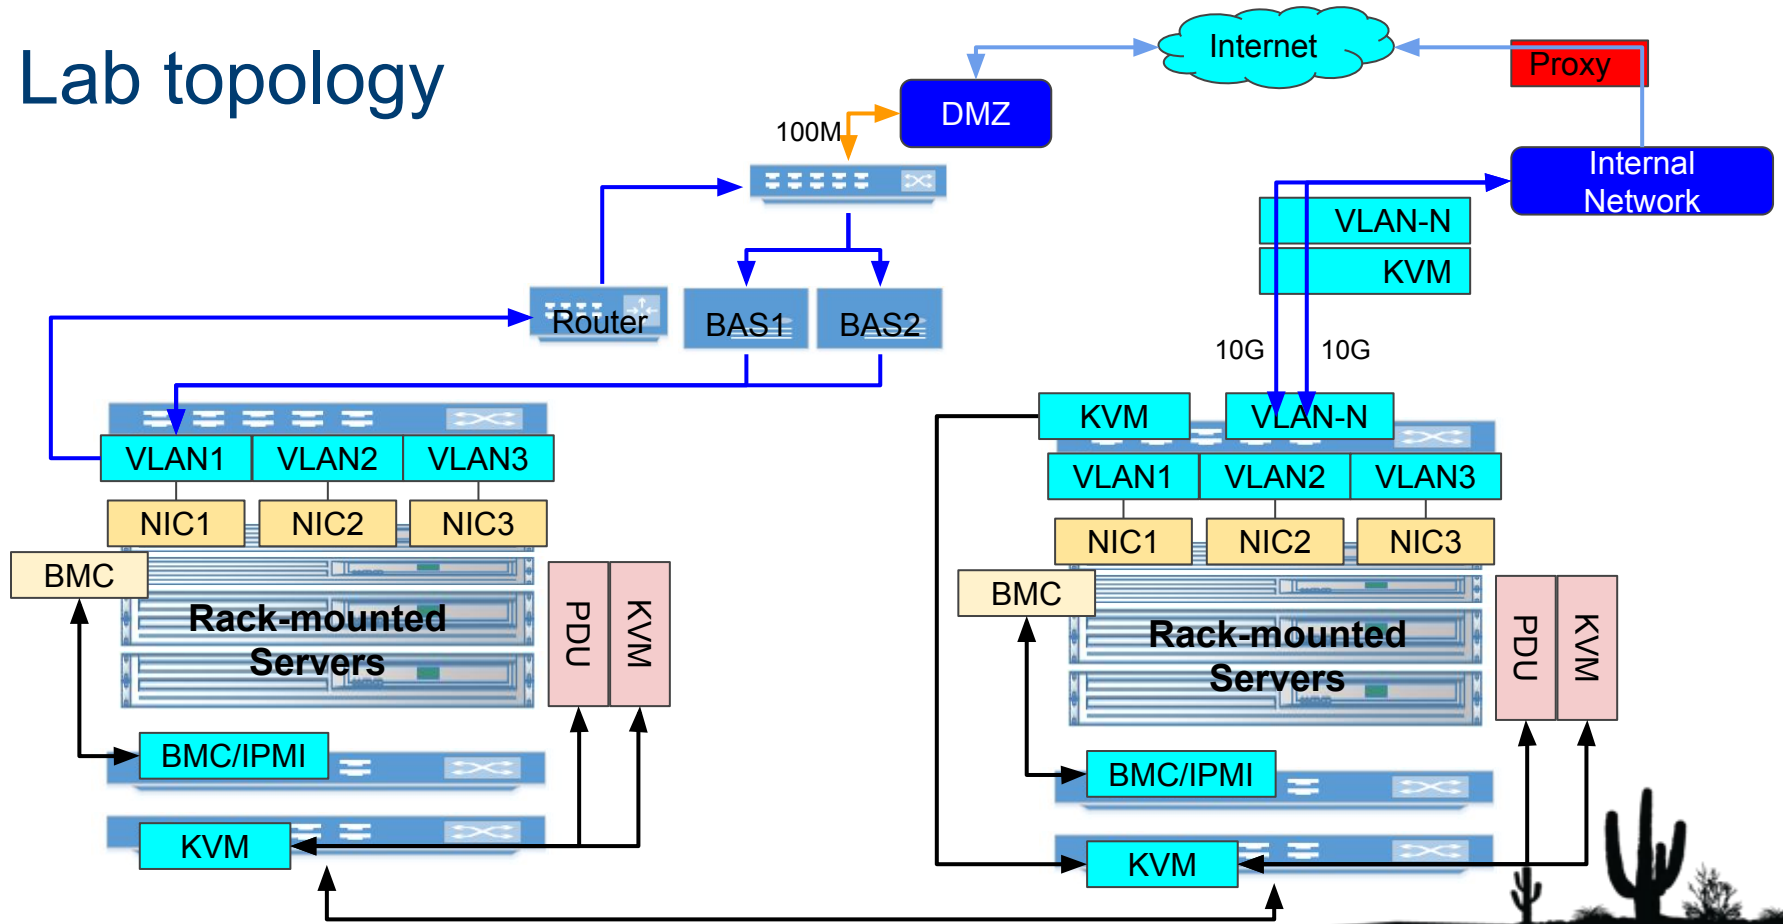 Lab topology
Internet
Proxy
DMZ
100M
Internal
Network
VLAN-N
KVM
Router
BAS1
BAS2
10G
10G
KVM
VLAN-N
VLAN1
VLAN2
VLAN3
VLAN1
VLAN2
VLAN3
NIC1
NIC2
NIC3
NIC1
NIC2
NIC3
BMC
BMC
Rack-mounted
Servers
PDU
KVM
Rack-mounted
Servers
PDU
KVM
BMC/IPMI
BMC/IPMI
KVM
KVM